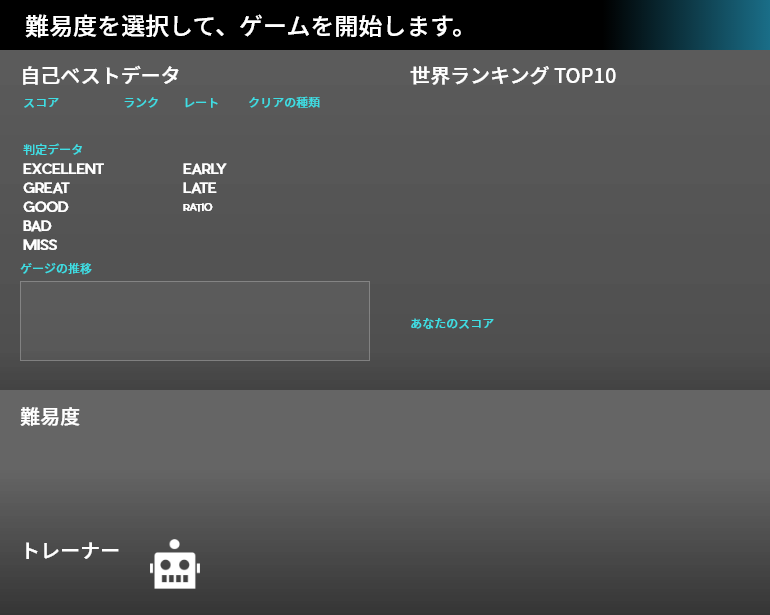 難易度を選択して、ゲームを開始します。
自己ベストデータ
スコア ランク レート クリアの種類
判定データ
EXCELLENT EARLY
GREAT LATE
GOOD RATIO
BAD
MISS
ゲージの推移
世界ランキング TOP10
あなたのスコア
難易度
トレーナー